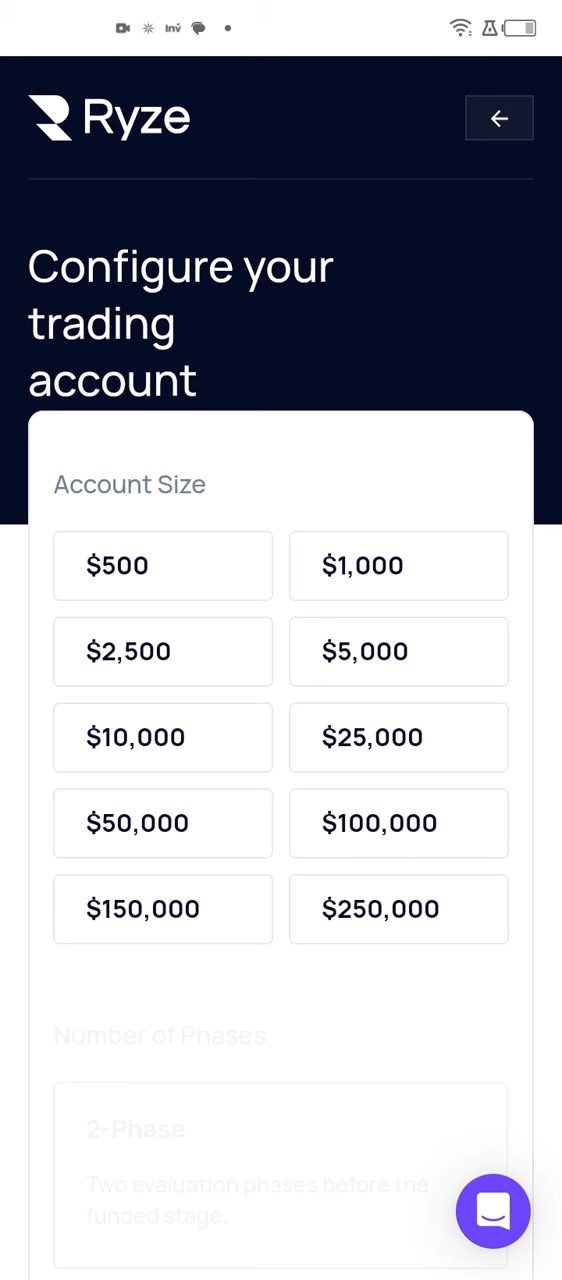 Inv
Ryze
Configure your
trading
account
Account Size
$500
$1,000
$2,500
$5,000
$10,000
$25,000
$50,000
$100,000
$150,000
$250,000
Number of Phases
2-Phase
Two evaluation phases before the
funded stage.